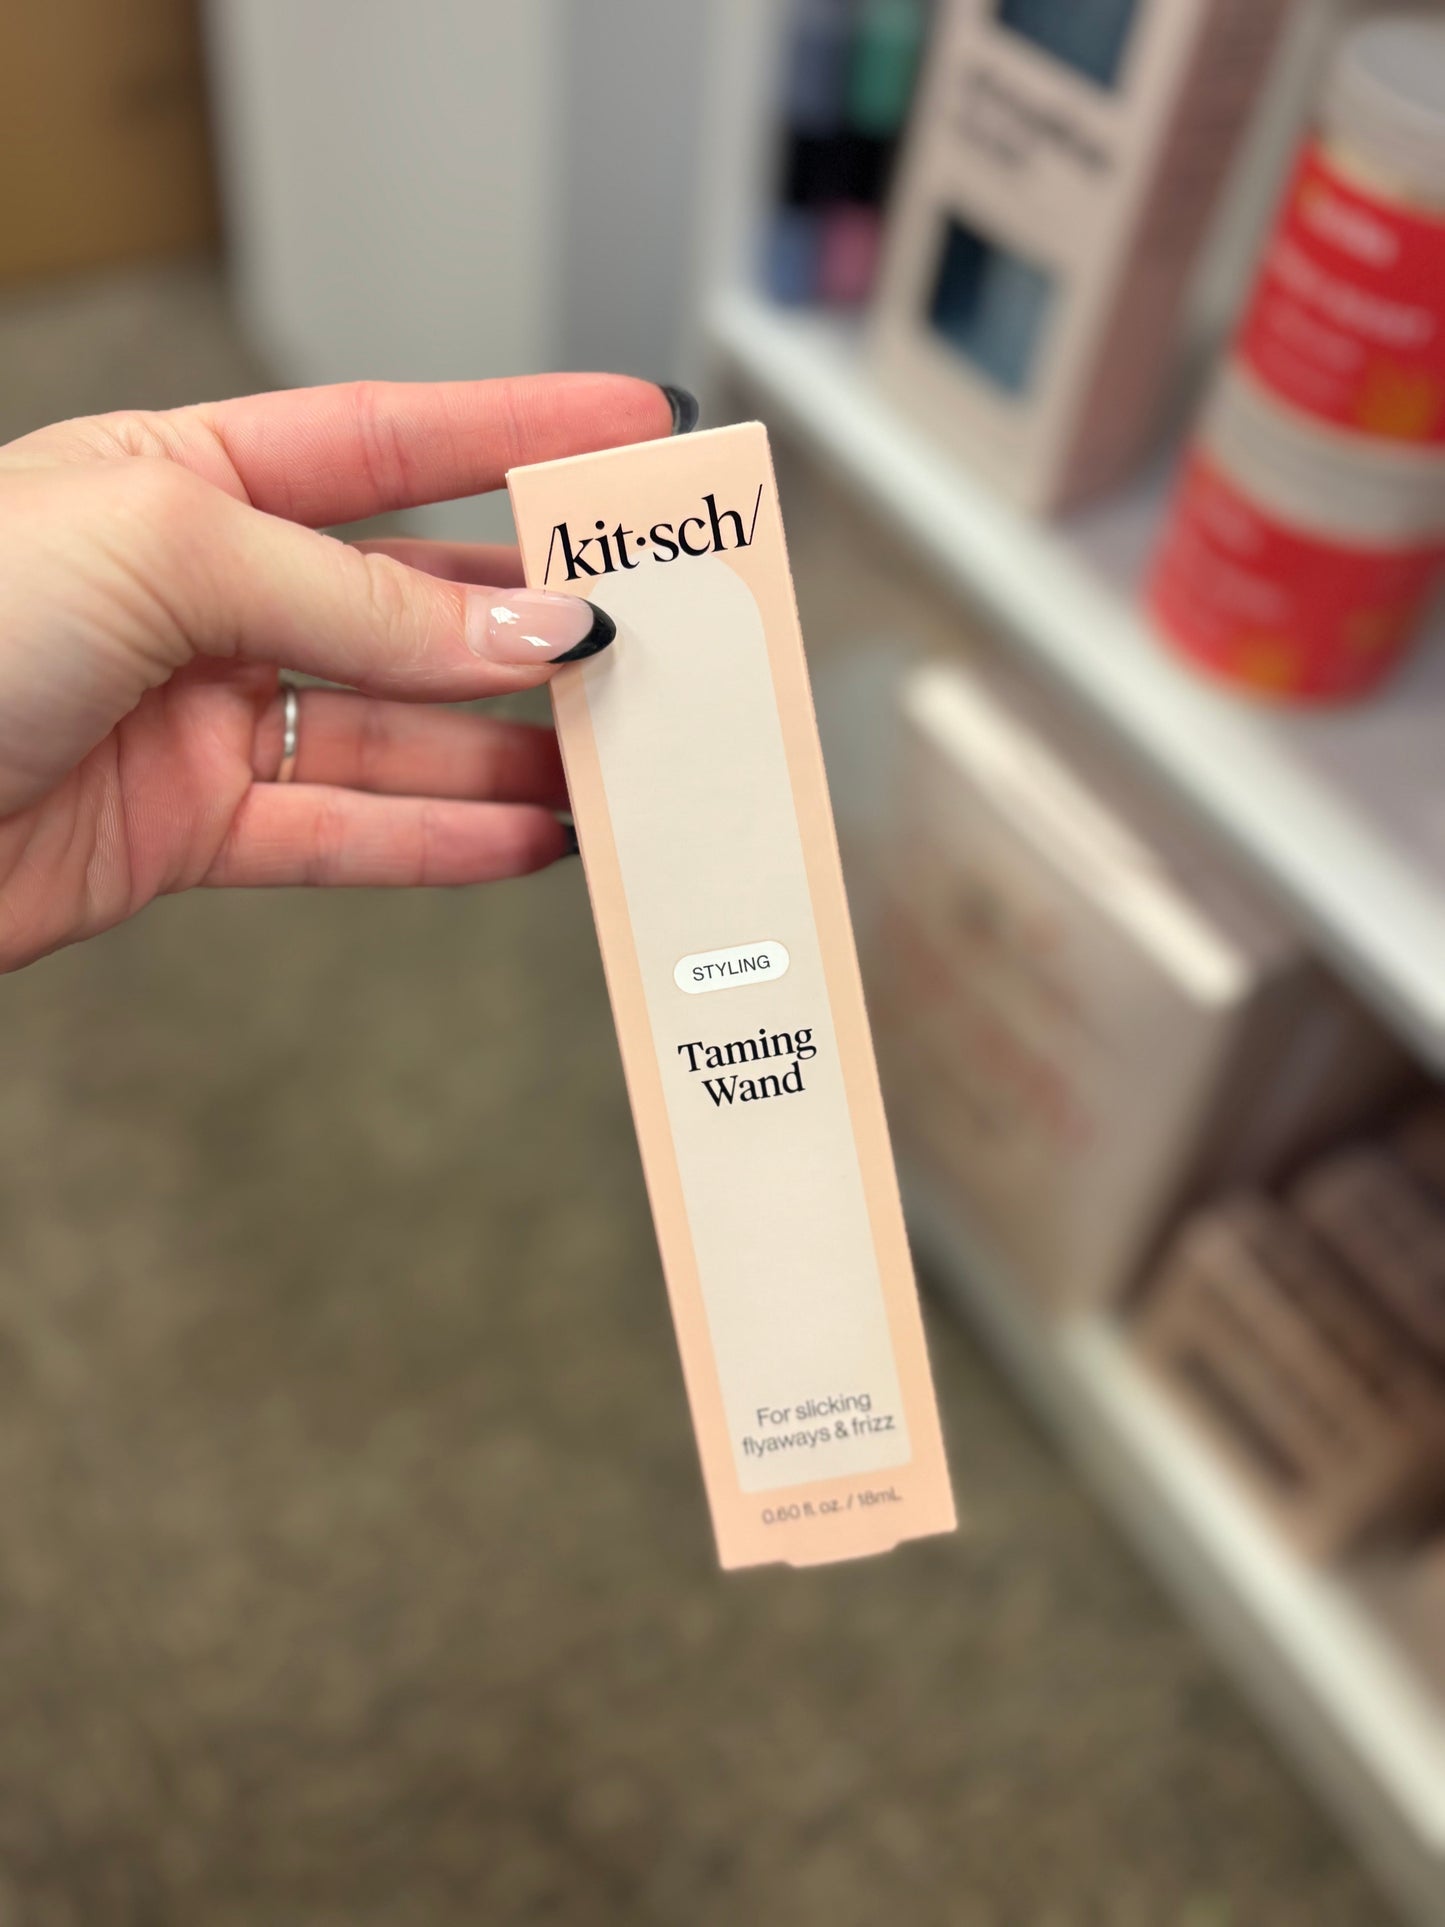 /kit·sch/
STYLING
Taming
Wand
For slicking
flyaways & frizz
0.60 fl. oz. / 18mL